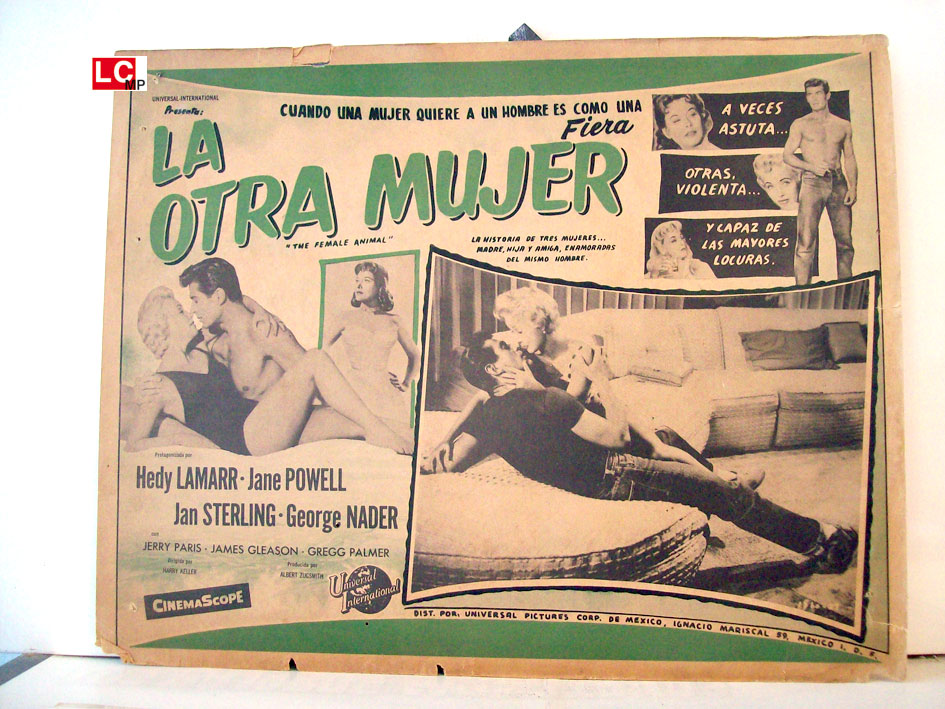 LC
MP
UNIVERSAL-INTERNATIONAL
Presenta:
CUANDO UNA MUJER QUIERE A UN HOMBRE ES COMO UNA
Fiera
LA
OTRA MUJER
"THE FEMALE ANIMAL"
LA HISTORIA DE TRES MUJERES...
MADRE, HIJA Y AMIGA, ENAMORADAS
DEL MISMO HOMBRE.
A VECES
ASTUTA...
OTRAS,
VIOLENTA...
Y CAPAZ DE
LAS MAYORES
LOCURAS.
Protagonizada por
Hedy LAMARR · Jane POWELL
Jan STERLING · George NADER
con
JERRY PARIS · JAMES GLEASON · GREGG PALMER
Dirigida por
HARRY KELLER
Producida por
ALBERT ZUGSMITH
CINEMASCOPE
Universal
International
DIST. POR: UNIVERSAL PICTURES CORP. DE MEXICO, IGNACIO MARISCAL 59, MEXICO 1, D. F.